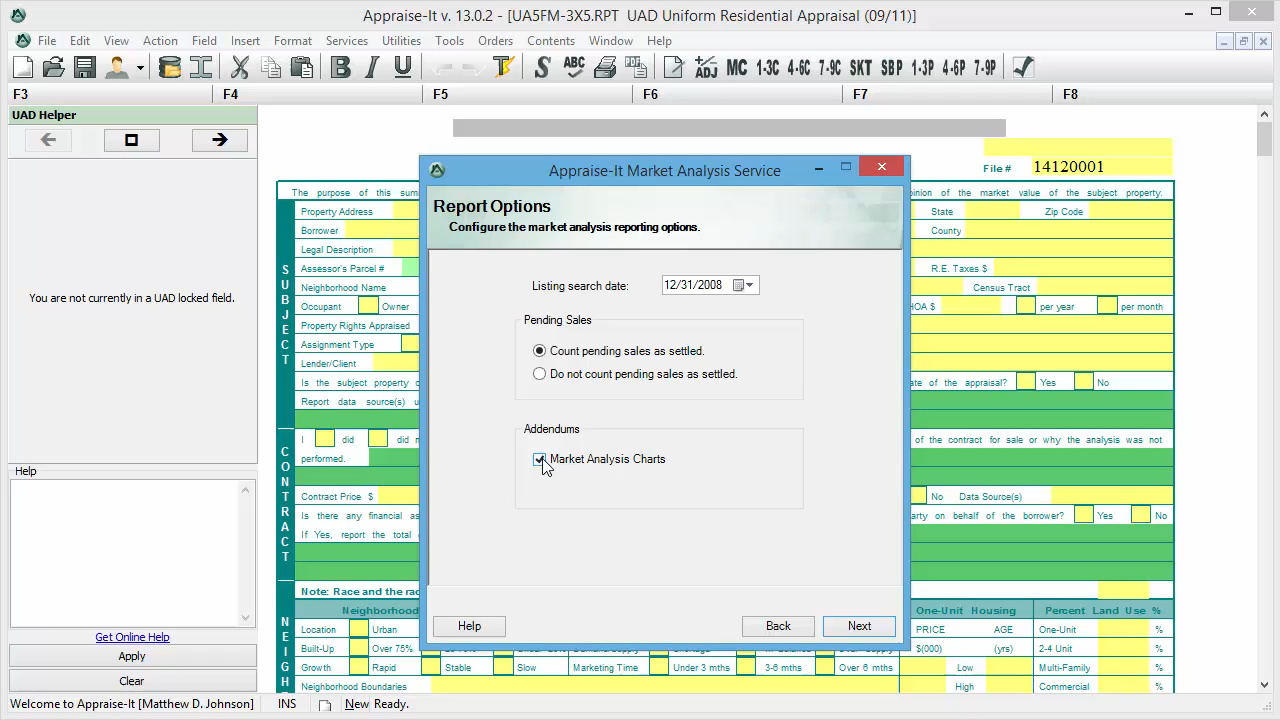 Appraise-It v. 13.0.2 - [UA5FM-3X5.RPT  UAD Uniform Residential Appraisal (09/11)]
File Edit View Action Field Insert Format Services Utilities Tools Orders Contents Window Help
B I U S ABC PDF ADJ MC 1-3C 4-6C 7-9C SKT SBP 1-3P 4-6P 7-9P
F3 F4 F5 F6 F7 F8
UAD Helper
You are not currently in a UAD locked field.
Help
Get Online Help
Apply
Clear
File # 14120001
The purpose of this sum
pinion of the market value of the subject property.
SUBJECT
Property Address State Zip Code
Borrower County
Legal Description
Assessor's Parcel # R.E. Taxes $
Neighborhood Name Census Tract
Occupant Owner HOA $ per year per month
Property Rights Appraised
Assignment Type
Lender/Client
Is the subject property c ate of the appraisal? Yes No
Report data source(s) u
CONTRACT
I did did n of the contract for sale or why the analysis was not
performed.
Contract Price $ No Data Source(s)
Is there any financial as arty on behalf of the borrower? Yes No
If Yes, report the total
NEIGH
Note: Race and the rac
Neighborhood One-Unit Housing Percent Land Use %
Location Urban PRICE AGE One-Unit %
Built-Up Over 75% $(000) (yrs) 2-4 Unit %
Growth Rapid Stable Slow Marketing Time Under 3 mths 3-6 mths Over 6 mths Low Multi-Family %
Neighborhood Boundaries High Commercial %
Appraise-It Market Analysis Service
Report Options
Configure the market analysis reporting options.
Listing search date: 12/31/2008
Pending Sales
Count pending sales as settled.
Do not count pending sales as settled.
Addendums
Market Analysis Charts
Help Back Next
Welcome to Appraise-It [Matthew D. Johnson] INS New Ready.